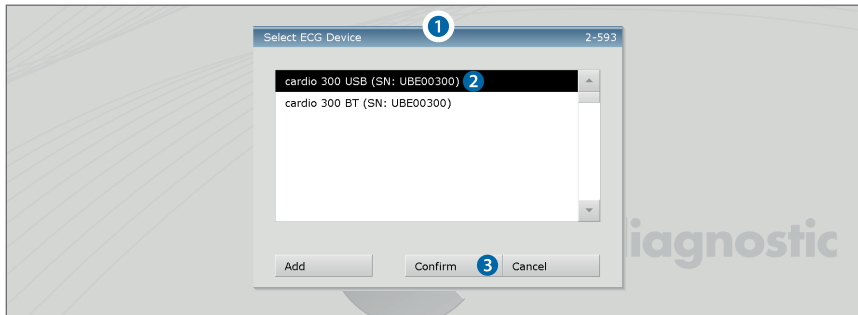 1
Select ECG Device 2-593
cardio 300 USB (SN: UBE00300) 2
cardio 300 BT (SN: UBE00300)
iagnostic
Add Confirm 3 Cancel